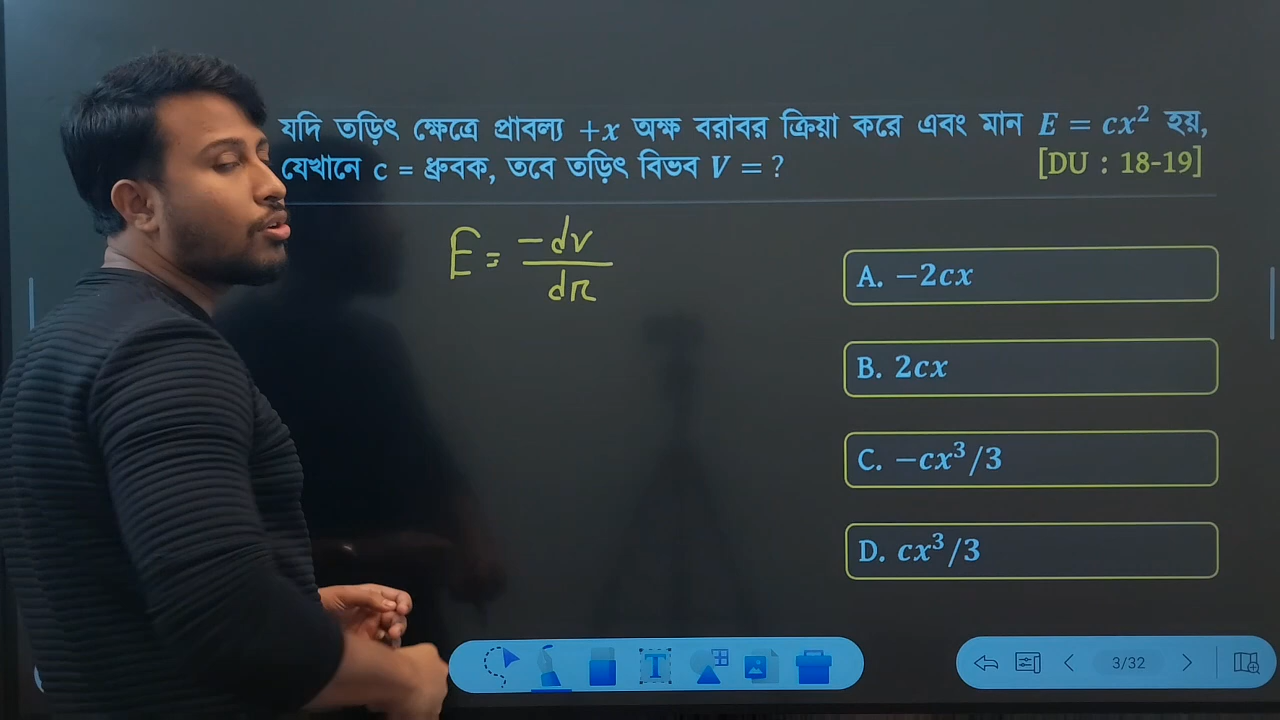 যদি তড়িৎ ক্ষেত্রে প্রাবল্য +x অক্ষ বরাবর ক্রিয়া করে এবং মান E = cx² হয়,
যেখানে c = ধ্রুবক, তবে তড়িৎ বিভব V = ? [DU : 18-19]
E = -dv/dr
A. −2cx
B. 2cx
C. −cx³/3
D. cx³/3
T
3/32